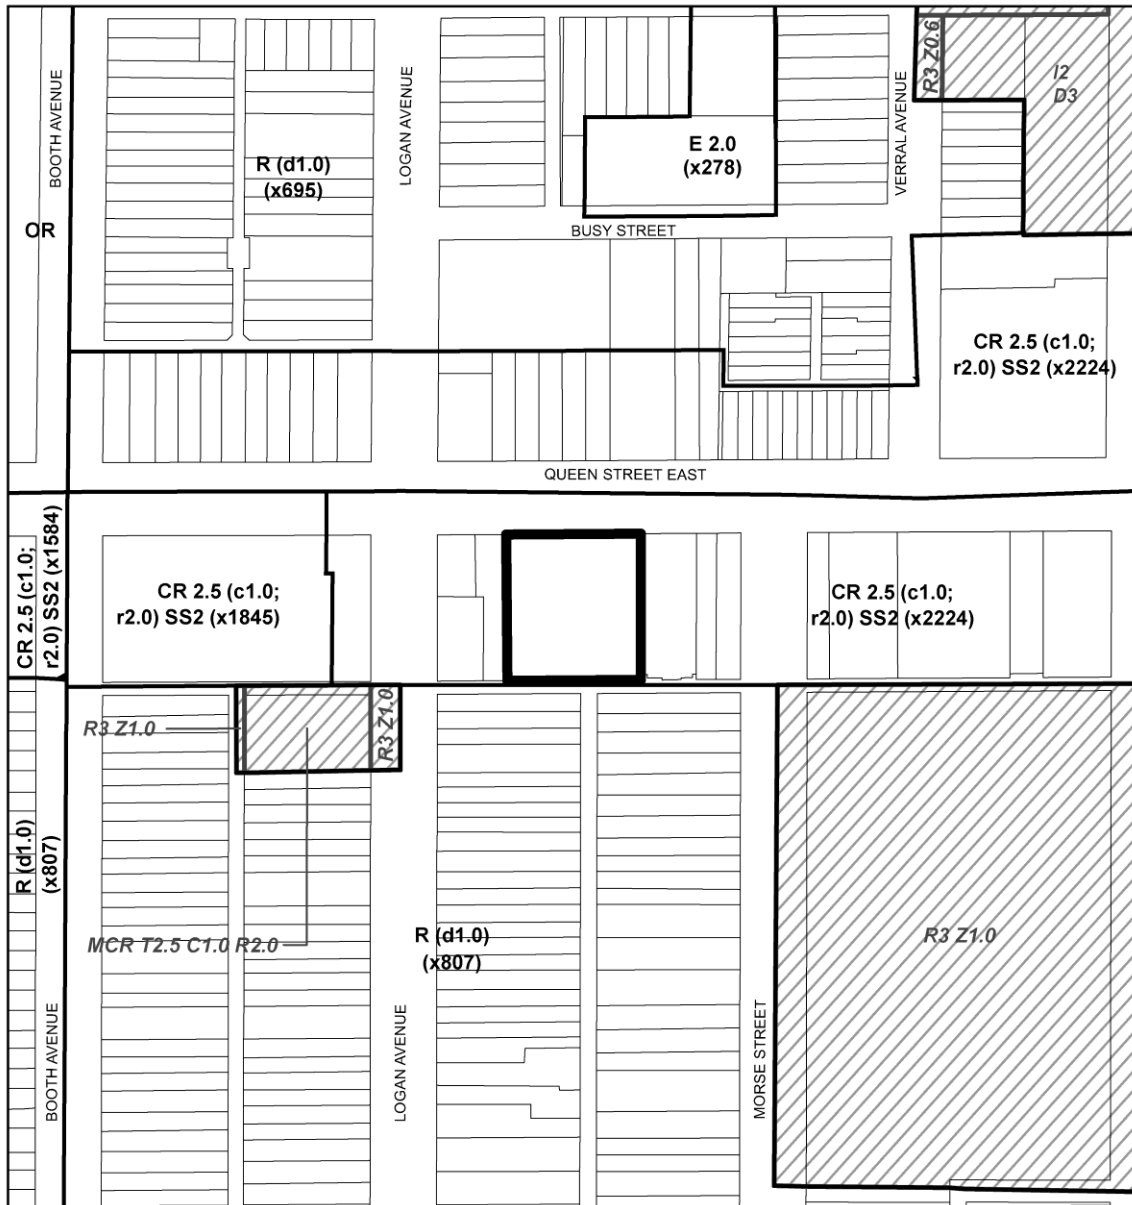 BOOTH AVENUE
LOGAN AVENUE
VERRAL AVENUE
R3 Z0.6
I2
D3
R (d1.0)
(x695)
E 2.0
(x278)
OR
BUSY STREET
CR 2.5 (c1.0;
r2.0) SS2 (x2224)
QUEEN STREET EAST
CR 2.5 (c1.0;
r2.0) SS2 (x1584)
CR 2.5 (c1.0;
r2.0) SS2 (x1845)
CR 2.5 (c1.0;
r2.0) SS2 (x2224)
R3 Z1.0
R3 Z1.0
R (d1.0)
(x807)
MCR T2.5 C1.0 R2.0
R (d1.0)
(x807)
R3 Z1.0
BOOTH AVENUE
LOGAN AVENUE
MORSE STREET